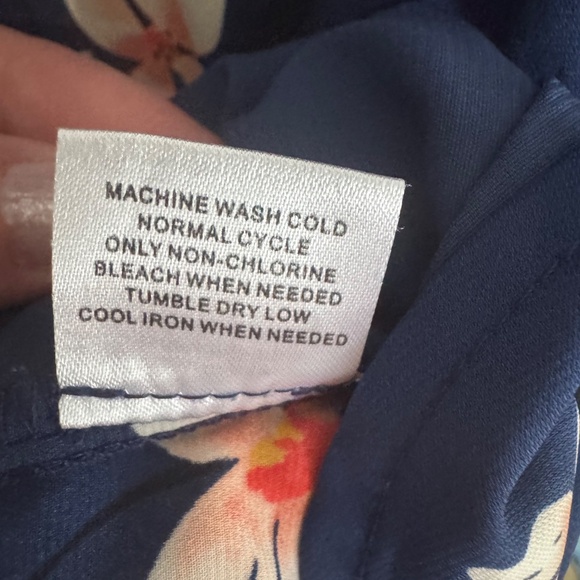 MACHINE WASH COLD
NORMAL CYCLE
ONLY NON-CHLORINE
BLEACH WHEN NEEDED
TUMBLE DRY LOW
COOL IRON WHEN NEEDED